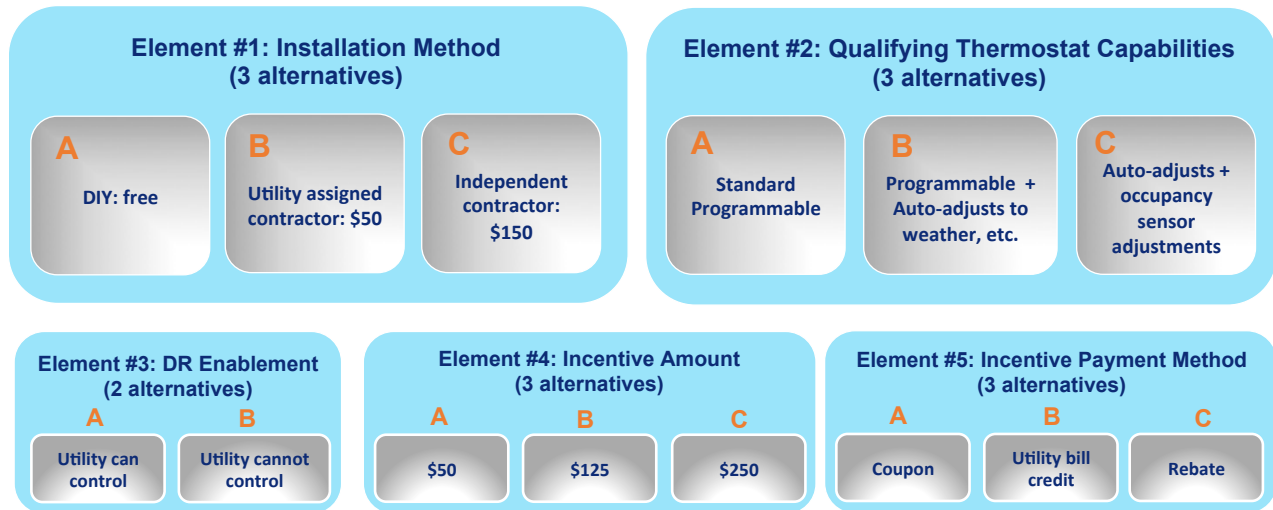 Element #1: Installation Method
(3 alternatives)
A
DIY: free
B
Utility assigned
contractor: $50
C
Independent
contractor:
$150
Element #2: Qualifying Thermostat Capabilities
(3 alternatives)
A
Standard
Programmable
B
Programmable +
Auto-adjusts to
weather, etc.
C
Auto-adjusts +
occupancy
sensor
adjustments
Element #3: DR Enablement
(2 alternatives)
A
Utility can
control
B
Utility cannot
control
Element #4: Incentive Amount
(3 alternatives)
A
$50
B
$125
C
$250
Element #5: Incentive Payment Method
(3 alternatives)
A
Coupon
B
Utility bill
credit
C
Rebate